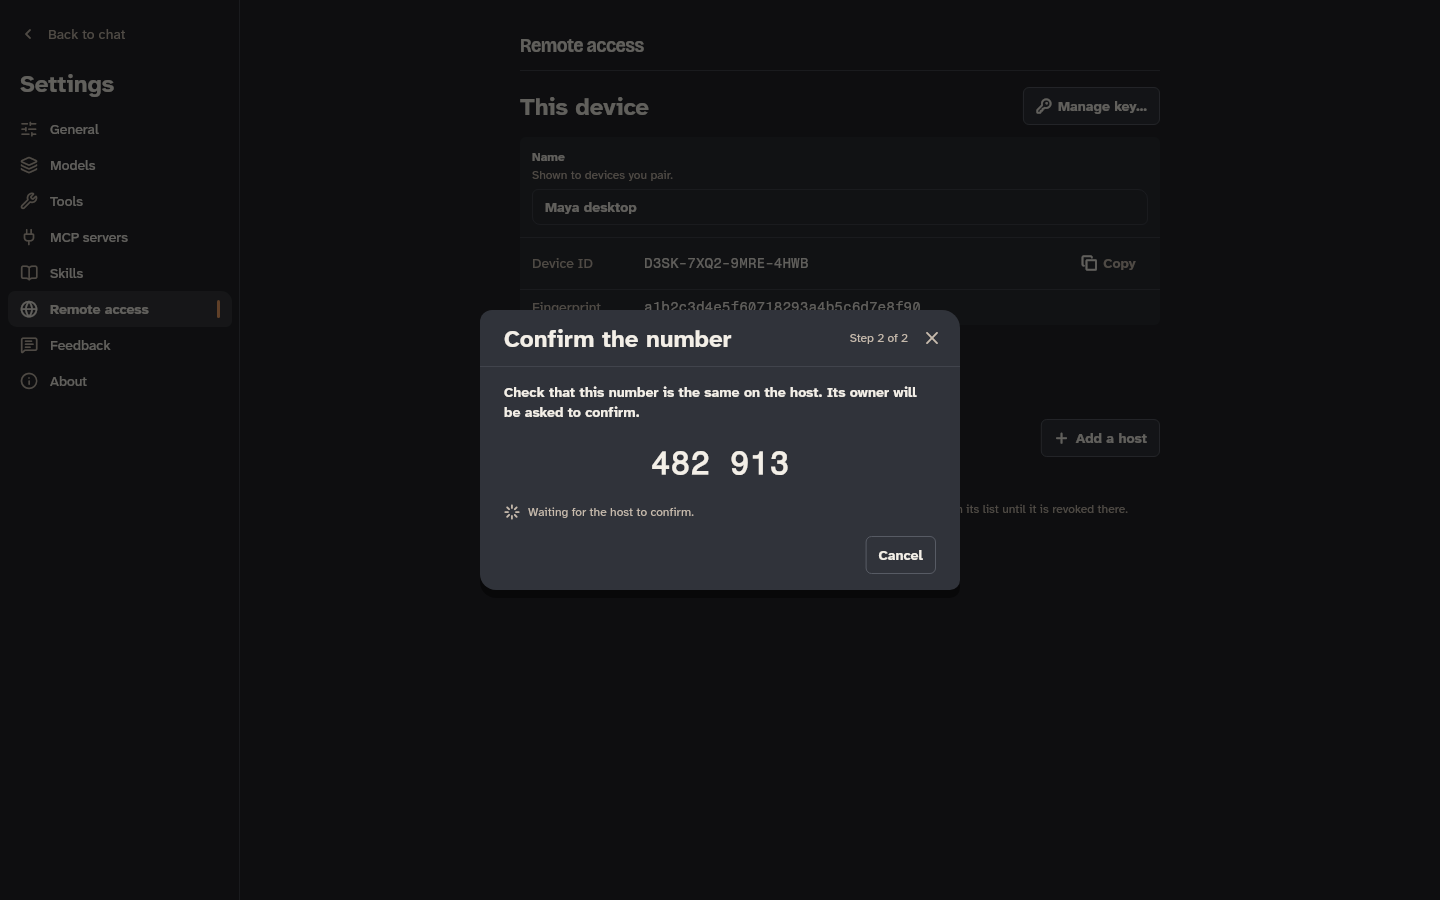 Back to chat
Settings
General
Models
Tools
MCP servers
Skills
Remote access
Feedback
About
Remote access
This device
Manage key...
Name
Shown to devices you pair.
Maya desktop
Device ID
D3SK-7XQ2-9MRE-4HWB
Copy
Fingerprint
a1b2c3d4e5f60718293a4b5c6d7e8f90
Confirm the number
Step 2 of 2
Check that this number is the same on the host. Its owner will
be asked to confirm.
482 913
Waiting for the host to confirm.
Cancel
Add a host
its list until it is revoked there.